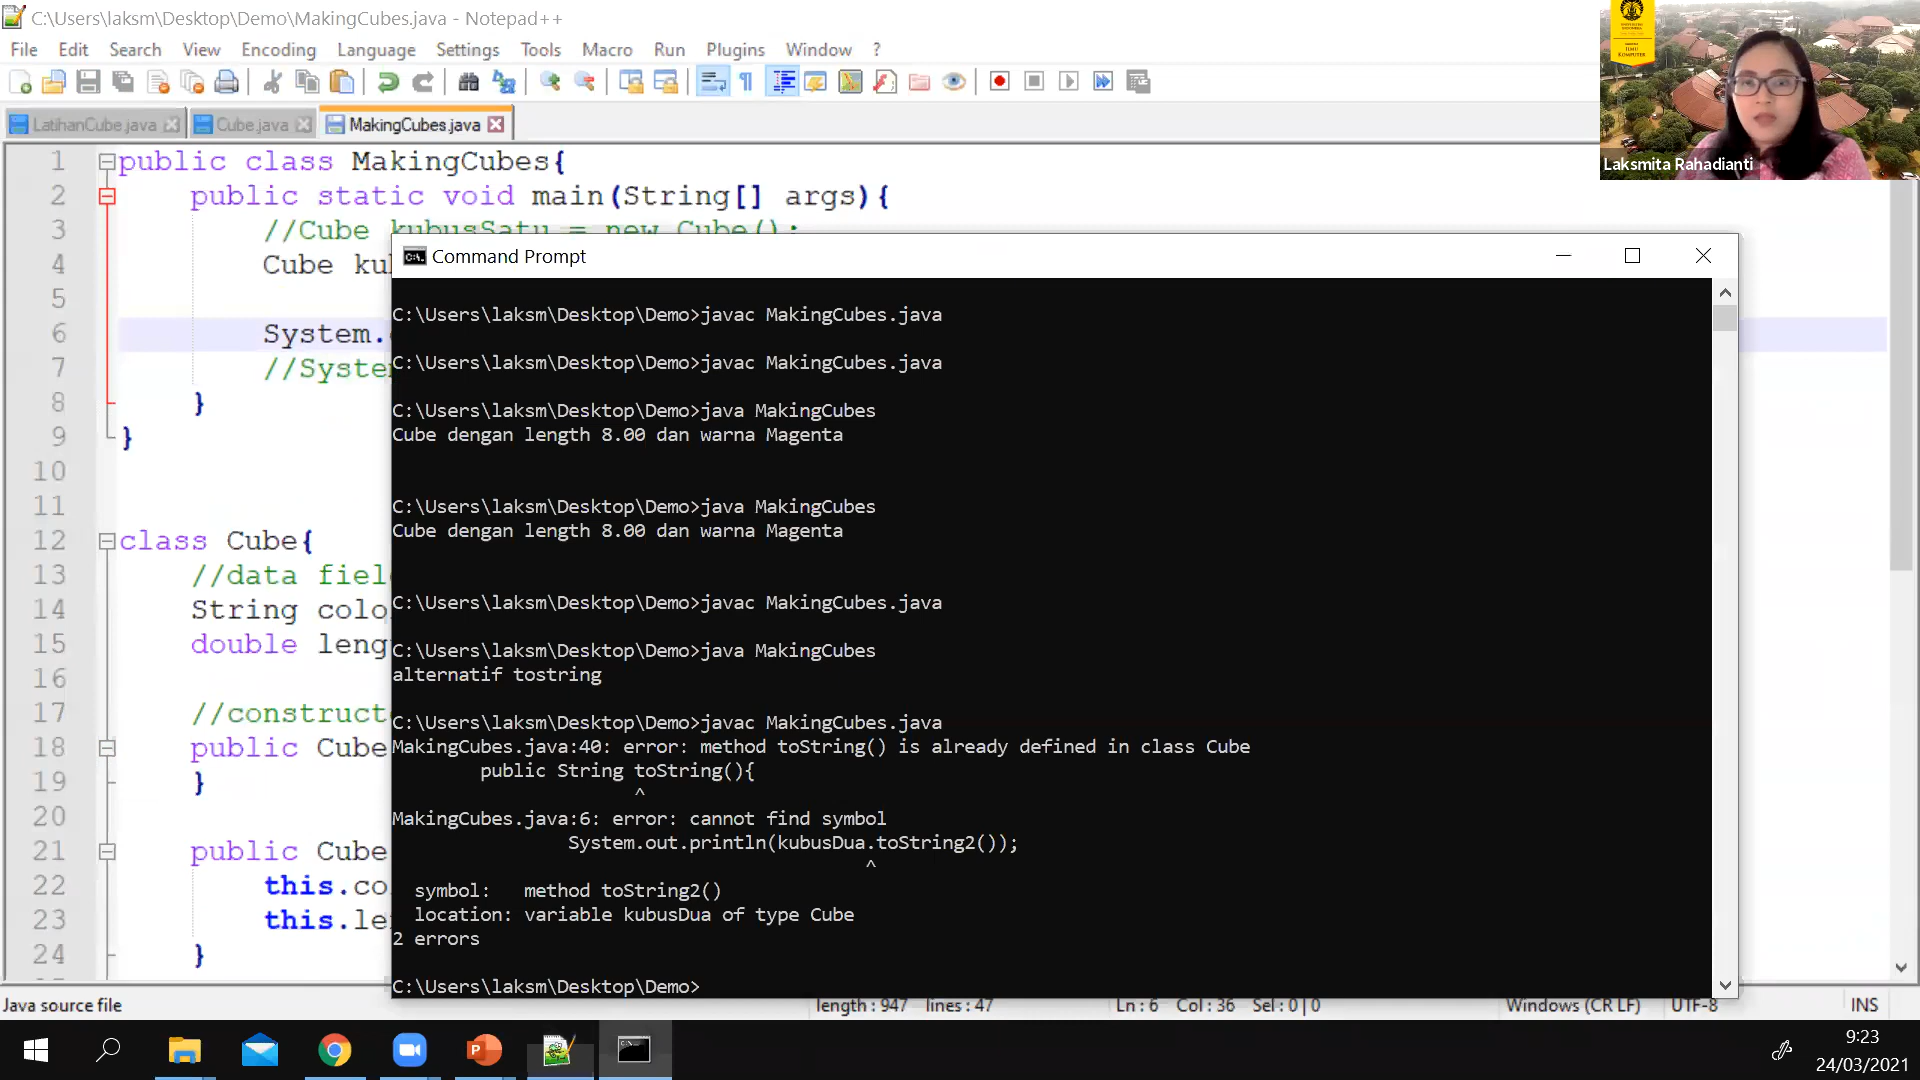 C:\Users\laksm\Desktop\Demo\MakingCubes.java - Notepad++
File Edit Search View Encoding Language Settings Tools Macro Run Plugins Window ?
LatihanCube.java Cube.java MakingCubes.java
Laksmita Rahadianti
1 public class MakingCubes{
2 public static void main(String[] args){
3 //Cube kubusSatu = new Cube();
4 Cube ku
5
6 System.
7 //System
8 }
9 }
10
11
12 class Cube{
13 //data fiel
14 String colo
15 double leng
16
17 //construct
18 public Cube
19 }
20
21 public Cube
22 this.co
23 this.le
24 }
Command Prompt
C:\Users\laksm\Desktop\Demo>javac MakingCubes.java
C:\Users\laksm\Desktop\Demo>javac MakingCubes.java
C:\Users\laksm\Desktop\Demo>java MakingCubes
Cube dengan length 8.00 dan warna Magenta
C:\Users\laksm\Desktop\Demo>java MakingCubes
Cube dengan length 8.00 dan warna Magenta
C:\Users\laksm\Desktop\Demo>javac MakingCubes.java
C:\Users\laksm\Desktop\Demo>java MakingCubes
alternatif tostring
C:\Users\laksm\Desktop\Demo>javac MakingCubes.java
MakingCubes.java:40: error: method toString() is already defined in class Cube
public String toString(){
^
MakingCubes.java:6: error: cannot find symbol
System.out.println(kubusDua.toString2());
^
symbol: method toString2()
location: variable kubusDua of type Cube
2 errors
C:\Users\laksm\Desktop\Demo>
Java source file length : 947 lines : 47 Ln : 6 Col : 36 Sel : 0 | 0 Windows (CR LF) UTF-8 INS
9:23
24/03/2021